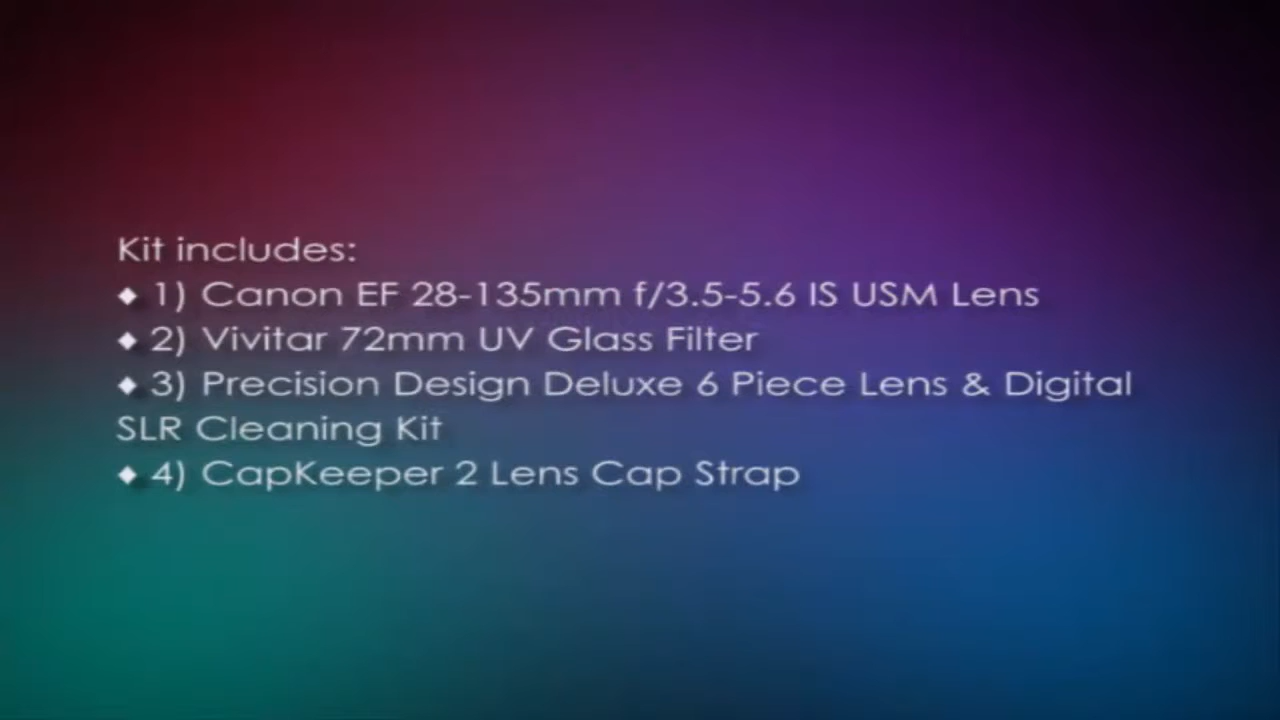 Kit includes:
◆ 1) Canon EF 28-135mm f/3.5-5.6 IS USM Lens
◆ 2) Vivitar 72mm UV Glass Filter
◆ 3) Precision Design Deluxe 6 Piece Lens & Digital
SLR Cleaning Kit
◆ 4) CapKeeper 2 Lens Cap Strap